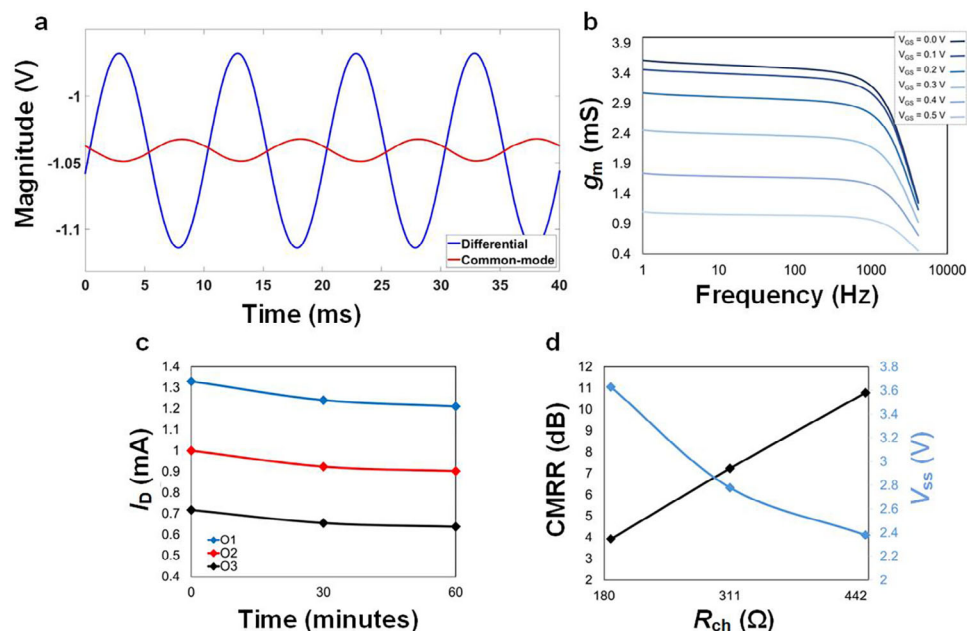 a
Magnitude (V)
-1
-1.05
-1.1
0 5 10 15 20 25 30 35 40
Time (ms)
Differential
Common-mode
b
gm (mS)
3.9
3.4
2.9
2.4
1.9
1.4
0.9
0.4
1 10 100 1000 10000
Frequency (Hz)
VGS = 0.0 V
VGS = 0.1 V
VGS = 0.2 V
VGS = 0.3 V
VGS = 0.4 V
VGS = 0.5 V
c
ID (mA)
1.4
1.3
1.2
1.1
1
0.9
0.8
0.7
0.6
0.5
0.4
0 30 60
Time (minutes)
O1
O2
O3
d
CMRR (dB)
12
11
10
9
8
7
6
5
4
3
2
180 311 442
Rch (Ω)
3.8
3.6
3.4
3.2
3
2.8
2.6
2.4
2.2
2
Vss (V)